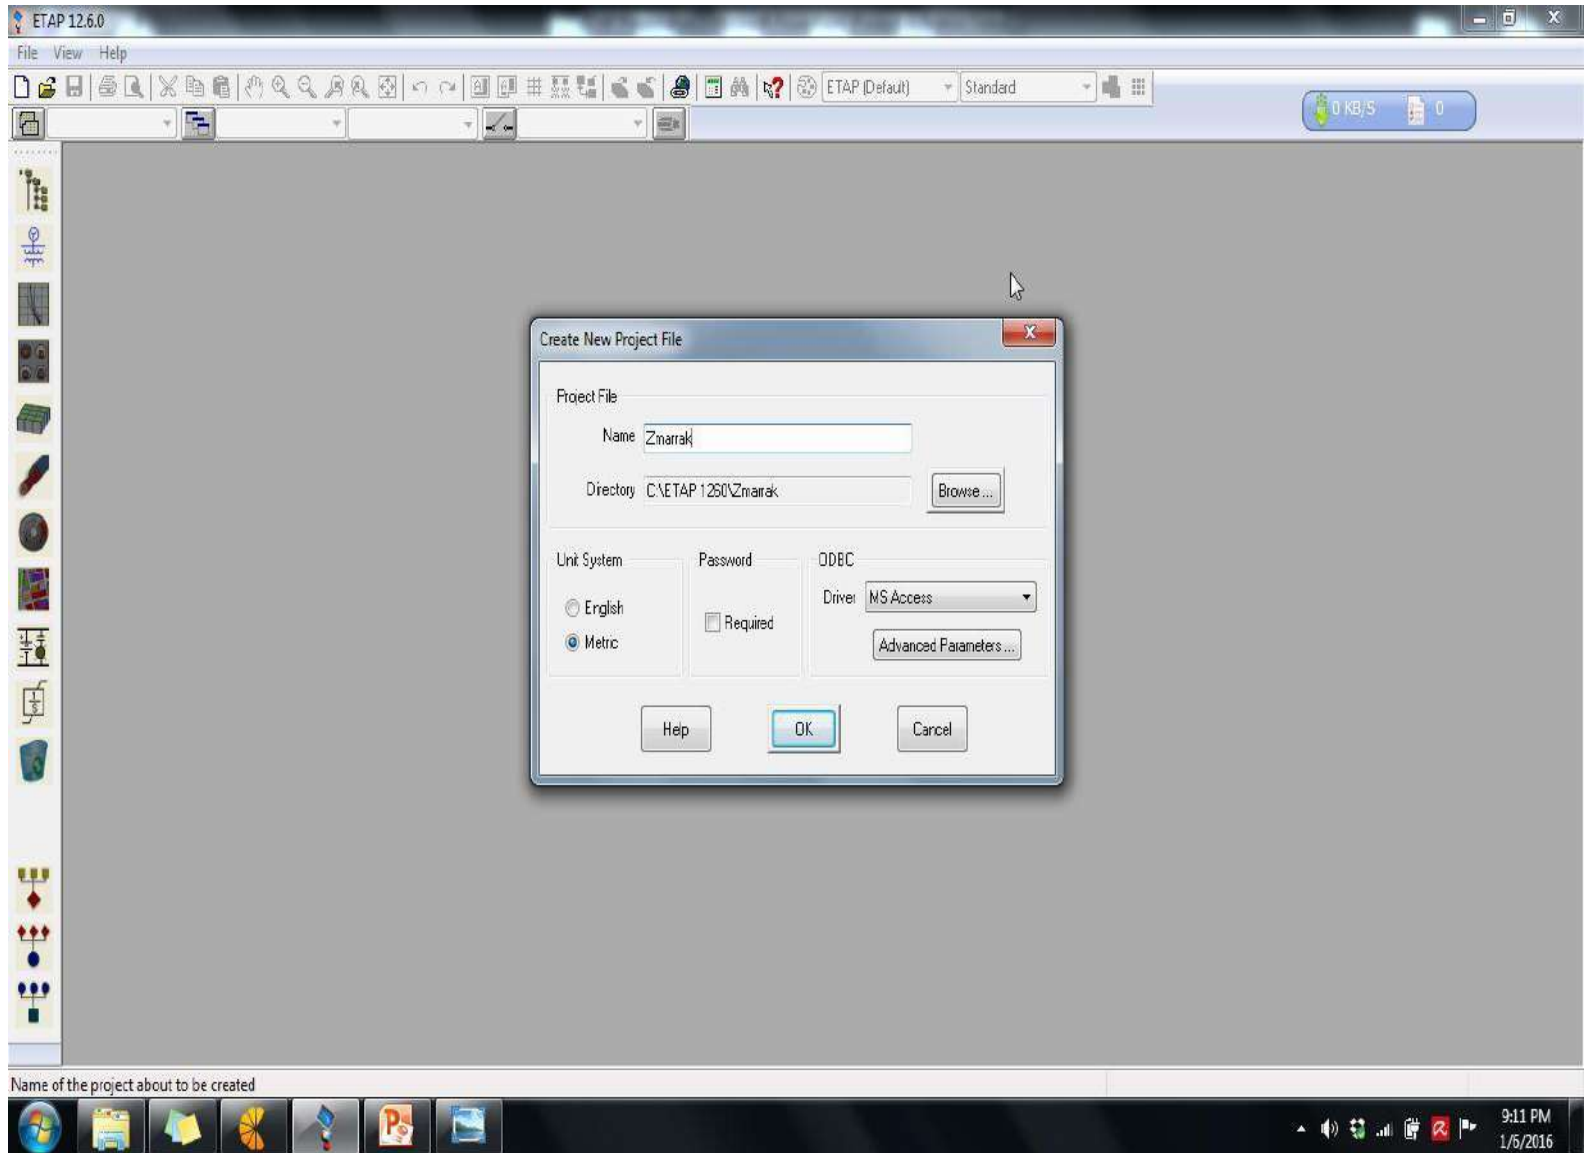 ETAP 12.6.0
File View Help
ETAP (Default) Standard
0 KB/S 0
Create New Project File
Project File
Name Zmarrak
Directory C:\ETAP 1260\Zmarrak Browse ...
Unit System Password ODBC
English Required Driver MS Access
Metric Advanced Parameters ...
Help OK Cancel
Name of the project about to be created
9:11 PM
1/6/2016